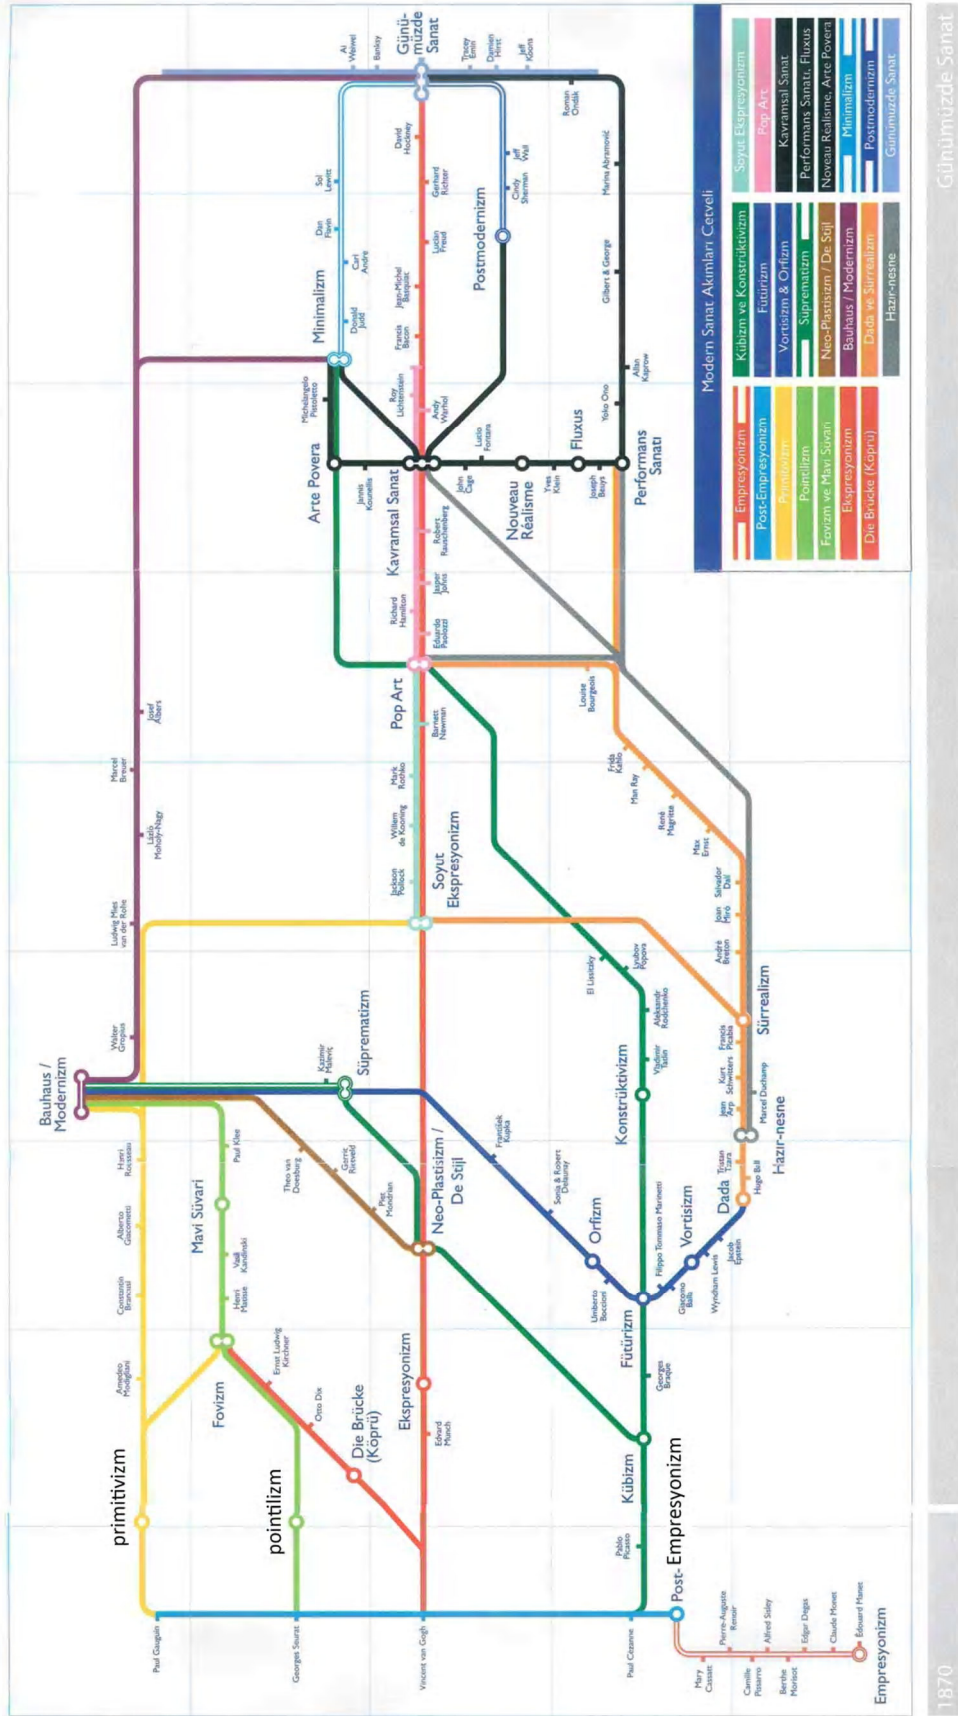 primitivizm
Amedeo
Modigliani
Constantin
Brancusi
Alberto
Giacometti
Henri
Rousseau
Bauhaus /
Modernizm
Walter
Gropius
Ludwig Mies
van der Rohe
Lázló
Moholy-Nagy
Marcel
Breuer
Josef
Albers
Paul Gauguin
pointilizm
Fovizm
Mavi Süvari
Henri
Matisse
Vasili
Kandinski
Paul Klee
Georges Seurat
Die Brücke
(Köprü)
Otto Dix
Ernst Ludwig
Kirchner
Theo van
Doesburg
Gerrit
Rietveld
Piet
Mondrian
Kazimir
Maleviç
Süprematizm
Vincent van Gogh
Ekspresyonizm
Edvard
Munch
Neo-Plastisizm /
De Stijl
Soyut
Ekspresyonizm
Jackson
Pollock
Willem
de Kooning
Mark
Rothko
Barnett
Newman
Pop Art
Eduardo
Paolozzi
Richard
Hamilton
Jasper
Johns
Robert
Rauschenberg
Kavramsal Sanat
Arte Povera
Jannis
Kounellis
Michelangelo
Pistoletto
Minimalizm
Donald
Judd
Carl
Andre
Dan
Flavin
Sol
Lewitt
Roy
Lichtenstein
Andy
Warhol
Francis
Bacon
Jean-Michel
Basquiat
Lucian
Freud
Gerhard
Richter
David
Hockney
Ai
Weiwei
Banksy
Günü-
müzde
Sanat
Tracey
Emin
Damien
Hirst
Jeff
Koons
Roman
Ondák
Postmodernizm
Cindy
Sherman
Jeff
Wall
John
Cage
Lucio
Fontara
Nouveau
Réalisme
Yves
Klein
Fluxus
Joseph
Beuys
Performans
Sanatı
Yoko Ono
Allan
Kaprow
Gilbert & George
Marina Abramović
Paul Cézanne
Pablo
Picasso
Kübizm
Georges
Braque
Fütürizm
Umberto
Boccioni
Orfizm
Sonia & Robert
Delaunay
František
Kupka
Filippo Tommaso Marinetti
Giacomo
Balla
Vortisizm
Wyndham Lewis
Jacob
Epstein
Konstrüktivizm
Vladimir
Tatlin
Aleksandr
Rodchenko
Lyubov
Popova
El Lissitzky
Dada
Hugo Ball
Tristan
Tzara
Hazır-nesne
Jean
Arp
Marcel Duchamp
Kurt
Schwitters
Francis
Picabia
Sürrealizm
André
Breton
Joan
Miró
Salvador
Dali
Max
Ernst
René
Magritte
Man Ray
Frida
Kahlo
Louise
Bourgeois
Post- Empresyonizm
Mary
Cassatt
Pierre-Auguste
Renoir
Camille
Pissarro
Alfred Sisley
Berthe
Morisot
Edgar Degas
Claude Monet
Édouard Manet
Empresyonizm
Modern Sanat Akımları Cetveli
Empresyonizm
Post-Empresyonizm
Primitivizm
Pointilizm
Fovizm ve Mavi Süvari
Ekspresyonizm
Die Brücke (Köprü)
Kübizm ve Konstrüktivizm
Fütürizm
Vortisizm & Orfizm
Süprematizm
Neo-Plastisizm / De Stijl
Bauhaus / Modernizm
Dada ve Sürrealizm
Hazır-nesne
Soyut Ekspresyonizm
Pop Art
Kavramsal Sanat
Performans Sanatı, Fluxus
Noveau Réalisme, Arte Povera
Minimalizm
Postmodernizm
Günümüzde Sanat
1870
Günümüzde Sanat